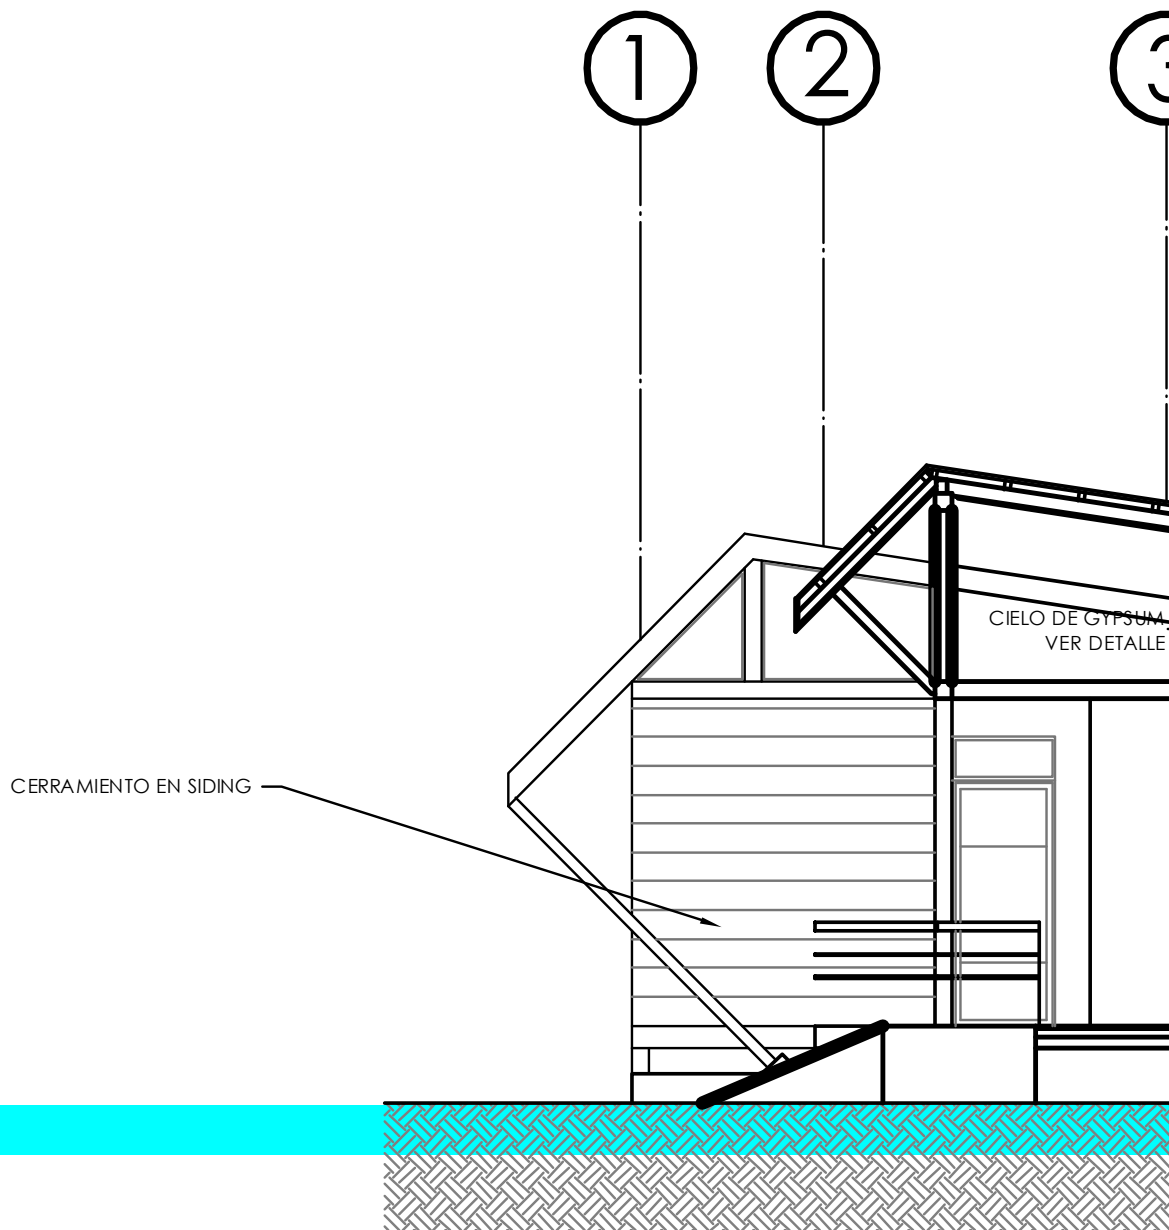 1
2
3
CIELO DE GYPSUM
VER DETALLE
CERRAMIENTO EN SIDING